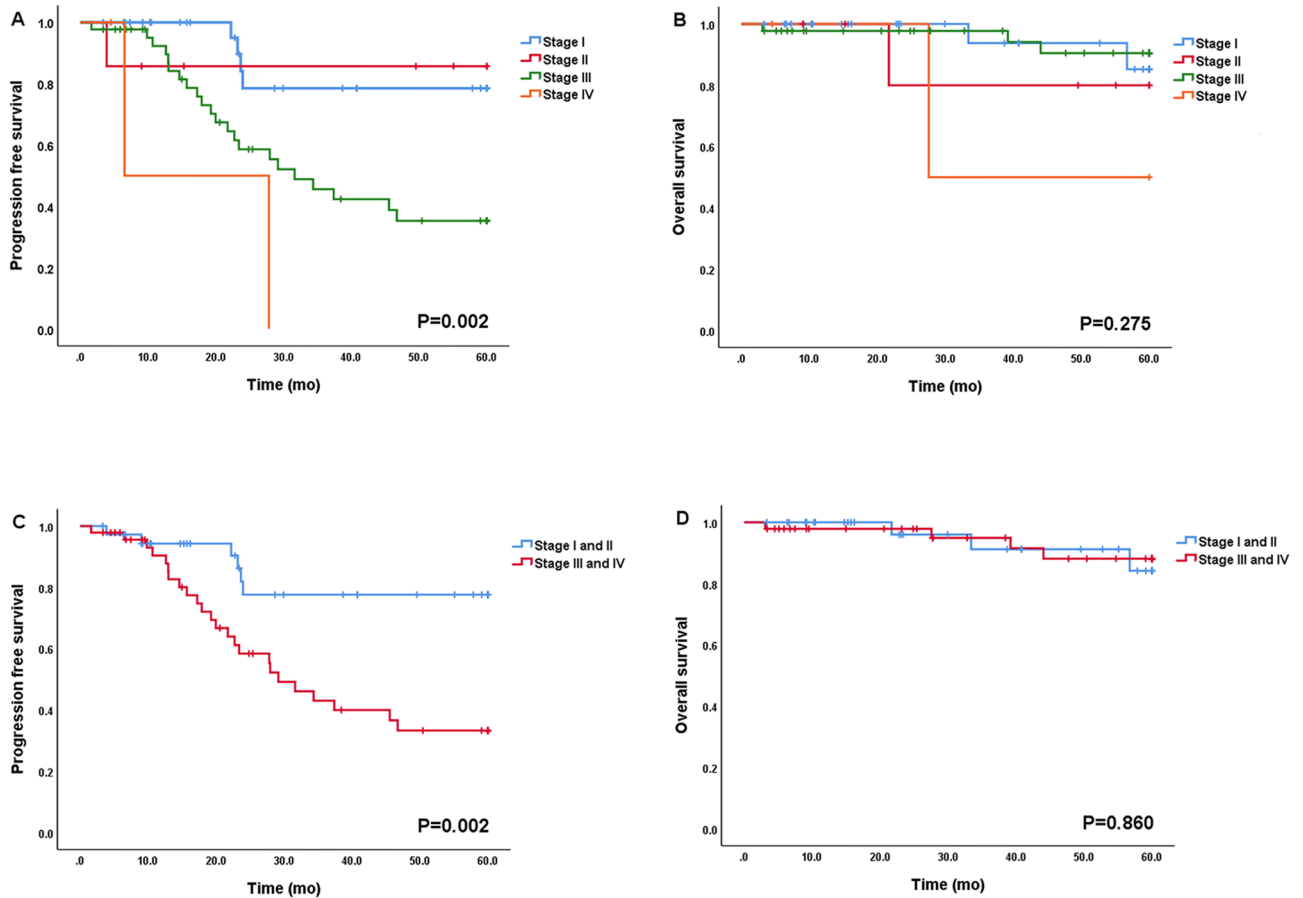 A
Progression free survival
1.0
0.8
0.6
0.4
0.2
0.0
Stage I
Stage II
Stage III
Stage IV
P=0.002
.0 10.0 20.0 30.0 40.0 50.0 60.0
Time (mo)
B
Overall survival
1.0
0.8
0.6
0.4
0.2
0.0
Stage I
Stage II
Stage III
Stage IV
P=0.275
.0 10.0 20.0 30.0 40.0 50.0 60.0
Time (mo)
C
Progression free survival
1.0
0.8
0.6
0.4
0.2
0.0
Stage I and II
Stage III and IV
P=0.002
.0 10.0 20.0 30.0 40.0 50.0 60.0
Time (mo)
D
Overall survival
1.0
0.8
0.6
0.4
0.2
0.0
Stage I and II
Stage III and IV
P=0.860
.0 10.0 20.0 30.0 40.0 50.0 60.0
Time (mo)